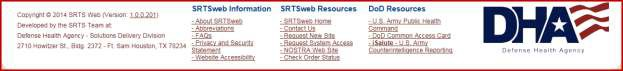 Copyright © 2014 SRTS Web (Version: 1.0.0.201)
Developed by the SRTS Team at:
Defense Health Agency - Solutions Delivery Division
2710 Howitzer St., Bldg. 2372 - Ft. Sam Houston, TX 78234
SRTSweb Information
- About SRTSweb
- Abbreviations
- FAQs
- Privacy and Security
Statement
- Website Accessibility
SRTSweb Resources
- SRTSweb Home
- Contact Us
- Request New Site
- Request System Access
- NOSTRA Web Site
- Check Order Status
DoD Resources
- U.S. Army Public Health
Command
- DoD Common Access Card
- iSalute - U.S. Army
Counterintelligence Reporting
DHA
Defense Health Agency